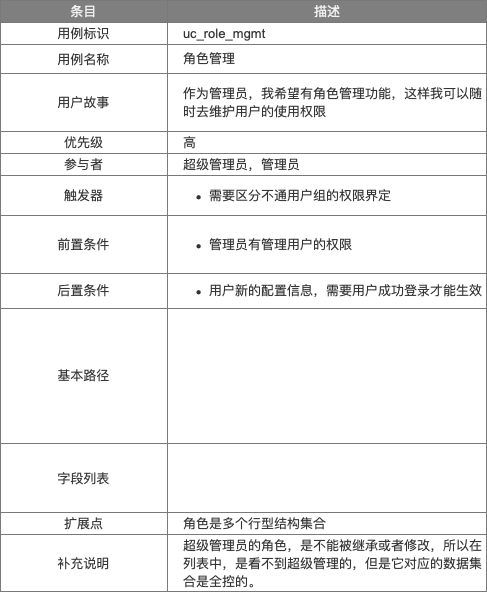 条目 描述
用例标识 uc_role_mgmt
用例名称 角色管理
用户故事 作为管理员，我希望有角色管理功能，这样我可以随
时去维护用户的使用权限
优先级 高
参与者 超级管理员，管理员
触发器 • 需要区分不通用户组的权限界定
前置条件 • 管理员有管理用户的权限
后置条件 • 用户新的配置信息，需要用户成功登录才能生效
基本路径
字段列表
扩展点 角色是多个行型结构集合
补充说明 超级管理员的角色，是不能被继承或者修改，所以在
列表中，是看不到超级管理的，但是它对应的数据集
合是全控的。